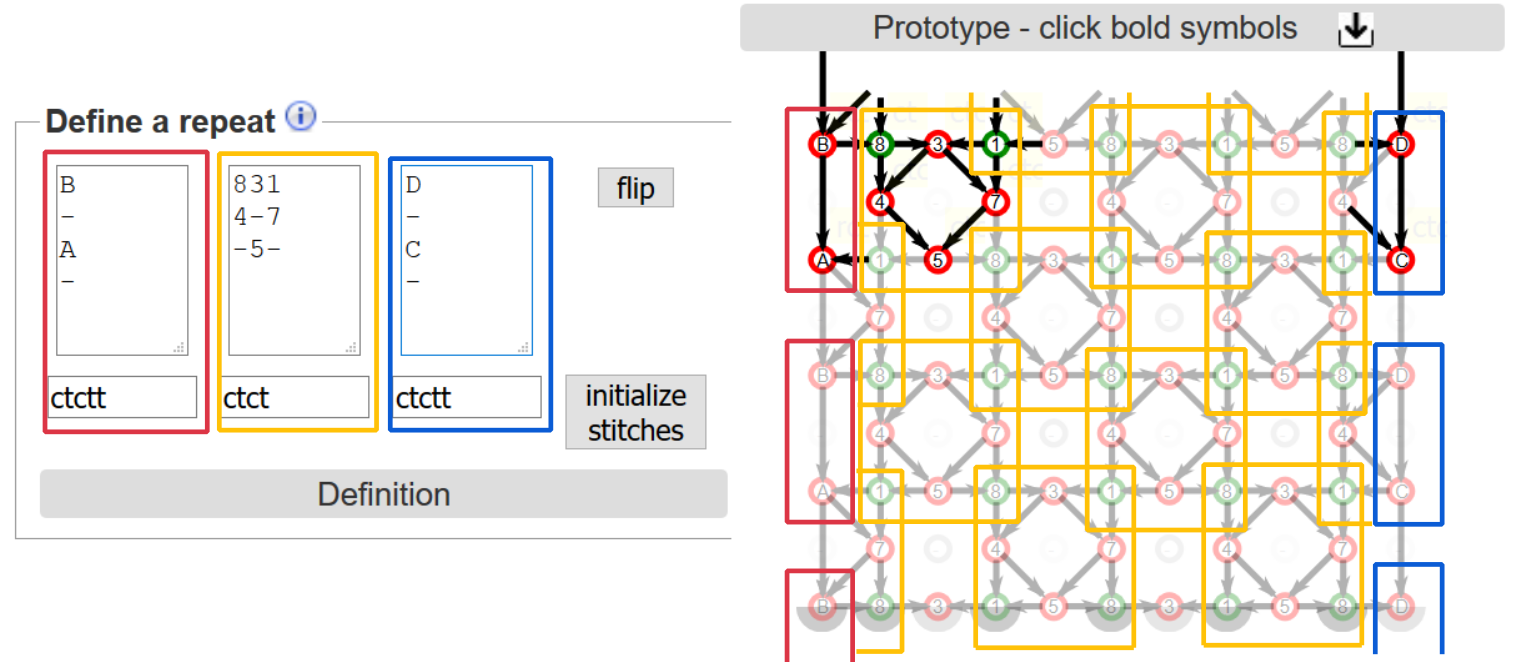 Prototype - click bold symbols
Define a repeat i
B
-
A
-
831
4-7
-5-
D
-
C
-
flip
ctctt
ctct
ctctt
initialize
stitches
Definition
B 8 3 1 5 8 3 1 5 8 D
4 7 - 4 7 - 4
A 1 5 8 3 1 5 8 3 1 C
- 7 - 4 - 7 - 4 - 7 -
B 8 3 1 5 8 3 1 5 8 D
- 4 - 7 - 4 - 7 - 4 -
A 1 5 8 3 1 5 8 3 1 C
- 7 - 4 - 7 - 4 - 7 -
B 8 3 1 5 8 3 1 5 8 D